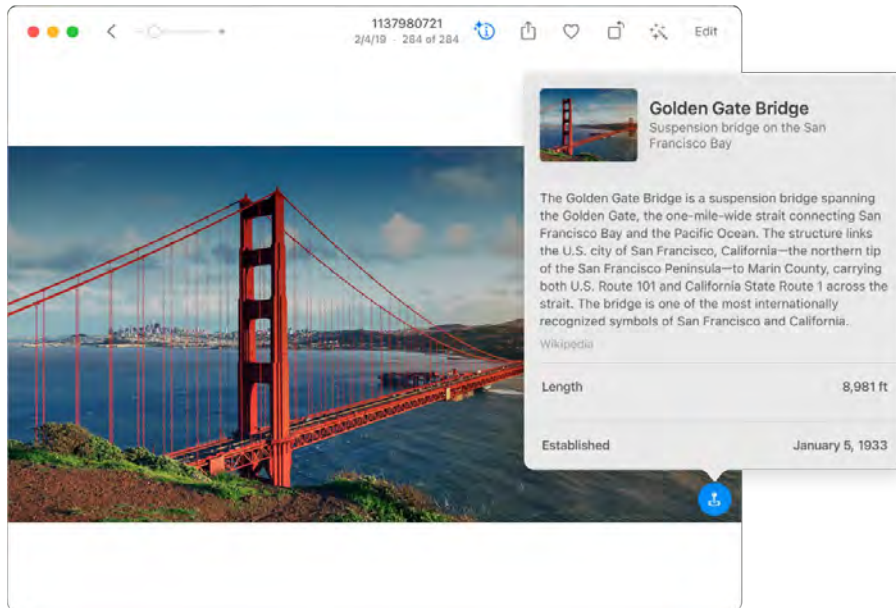 1137980721
2/4/19 - 284 of 284
Edit
Golden Gate Bridge
Suspension bridge on the San
Francisco Bay
The Golden Gate Bridge is a suspension bridge spanning
the Golden Gate, the one-mile-wide strait connecting San
Francisco Bay and the Pacific Ocean. The structure links
the U.S. city of San Francisco, California—the northern tip
of the San Francisco Peninsula—to Marin County, carrying
both U.S. Route 101 and California State Route 1 across the
strait. The bridge is one of the most internationally
recognized symbols of San Francisco and California.
Wikipedia
Length 8,981 ft
Established January 5, 1933